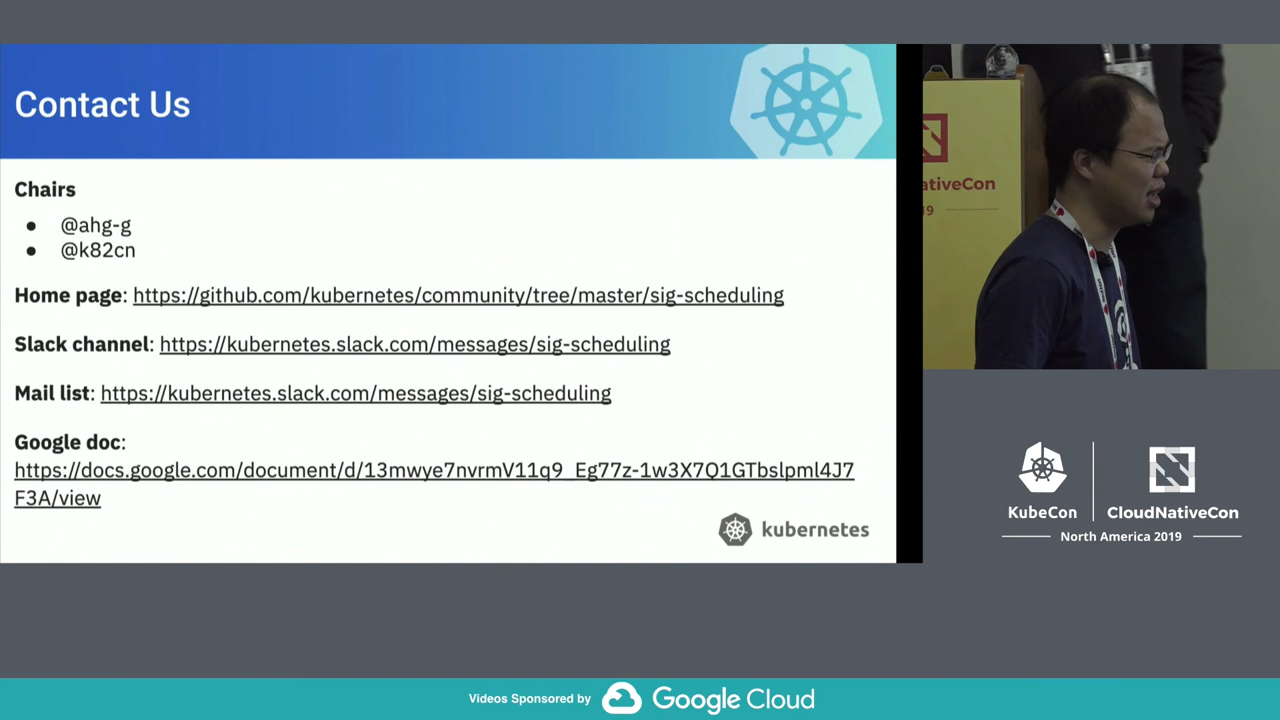 Contact Us
Chairs
● @ahg-g
● @k82cn
Home page: https://github.com/kubernetes/community/tree/master/sig-scheduling
Slack channel: https://kubernetes.slack.com/messages/sig-scheduling
Mail list: https://kubernetes.slack.com/messages/sig-scheduling
Google doc:
https://docs.google.com/document/d/13mwye7nvrmV11q9_Eg77z-1w3X7Q1GTbslpml4J7
F3A/view
kubernetes
ativeCon
19
KubeCon
CloudNativeCon
North America 2019
Videos Sponsored by
Google Cloud